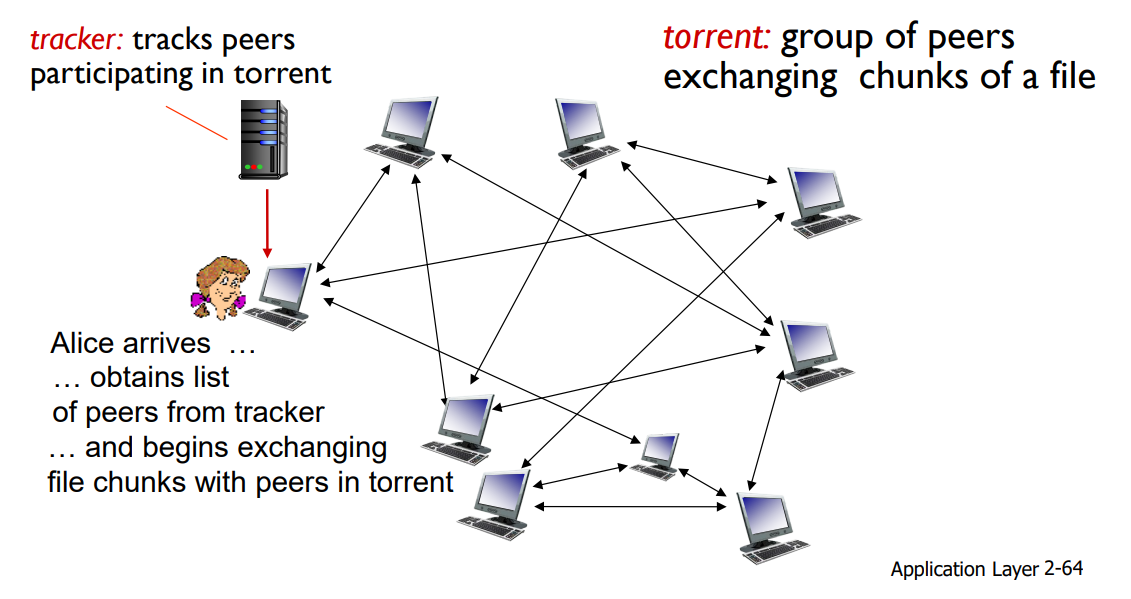 tracker: tracks peers
participating in torrent
torrent: group of peers
exchanging chunks of a file
Alice arrives …
… obtains list
of peers from tracker
… and begins exchanging
file chunks with peers in torrent
Application Layer 2-64